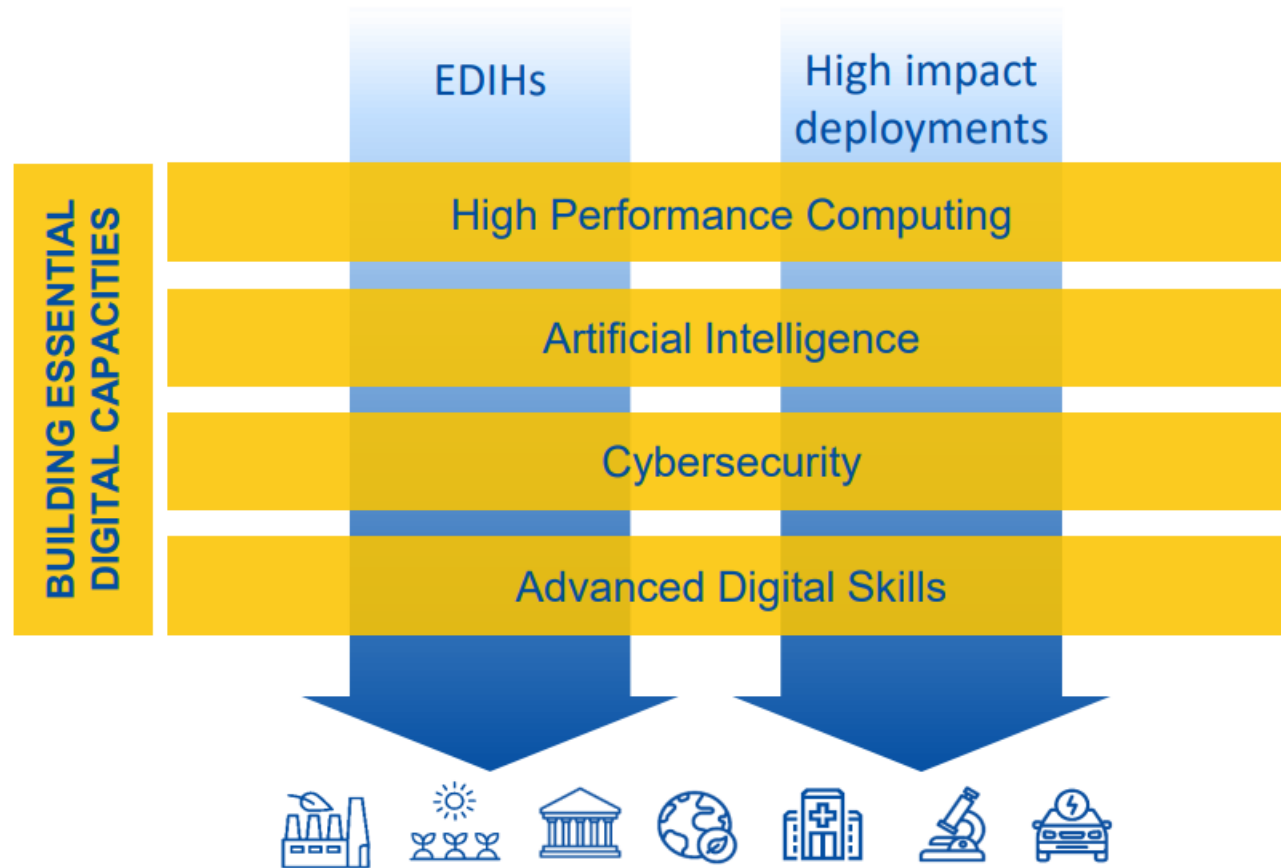 EDIHs
High impact
deployments
BUILDING ESSENTIAL
DIGITAL CAPACITIES
High Performance Computing
Artificial Intelligence
Cybersecurity
Advanced Digital Skills